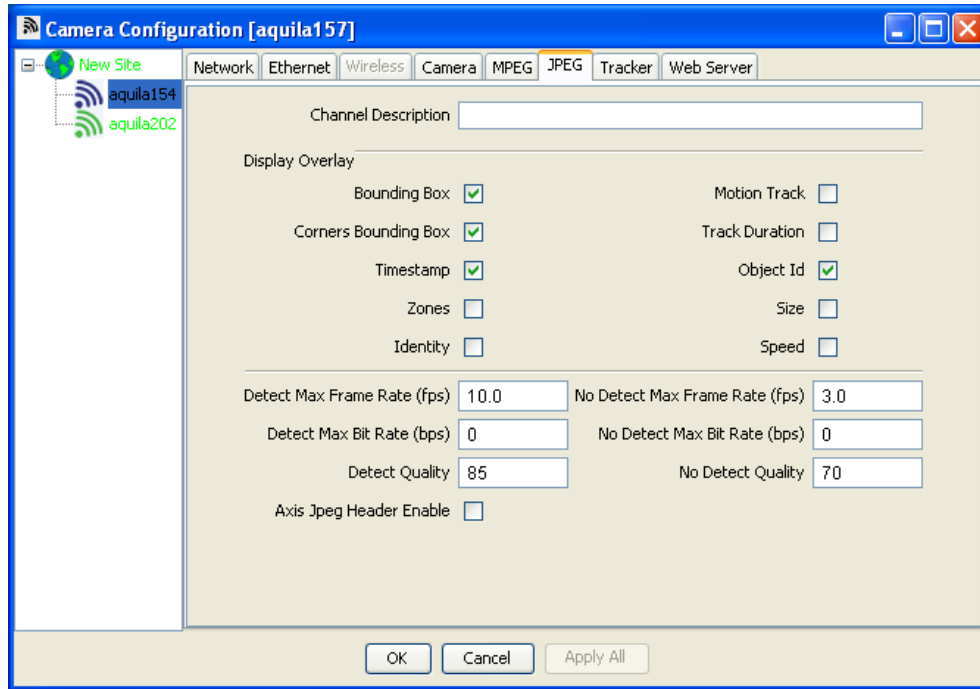 Camera Configuration [aquila157]
New Site
aquila154
aquila202
Network Ethernet Wireless Camera MPEG JPEG Tracker Web Server
Channel Description
Display Overlay
Bounding Box Motion Track
Corners Bounding Box Track Duration
Timestamp Object Id
Zones Size
Identity Speed
Detect Max Frame Rate (fps) 10.0 No Detect Max Frame Rate (fps) 3.0
Detect Max Bit Rate (bps) 0 No Detect Max Bit Rate (bps) 0
Detect Quality 85 No Detect Quality 70
Axis Jpeg Header Enable
OK Cancel Apply All